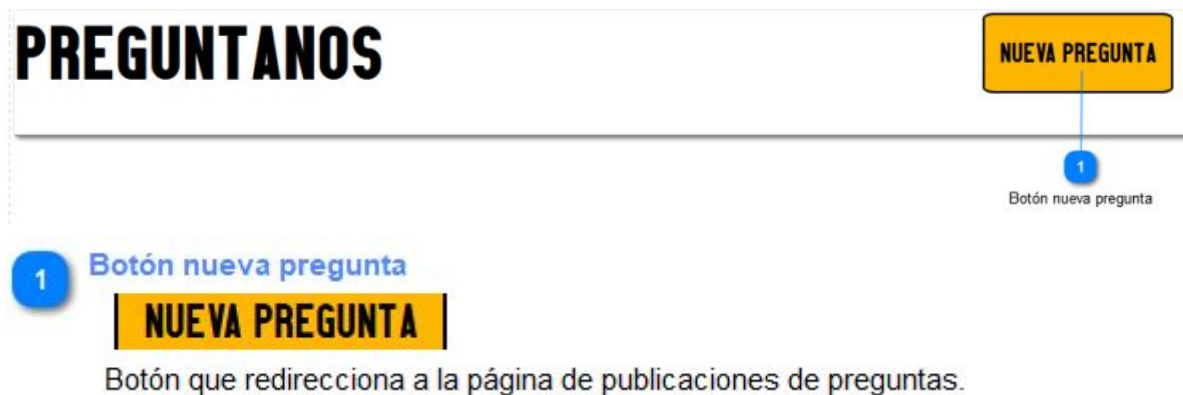 PREGUNTANOS
NUEVA PREGUNTA
1
Botón nueva pregunta
1
Botón nueva pregunta
NUEVA PREGUNTA
Botón que redirecciona a la página de publicaciones de preguntas.